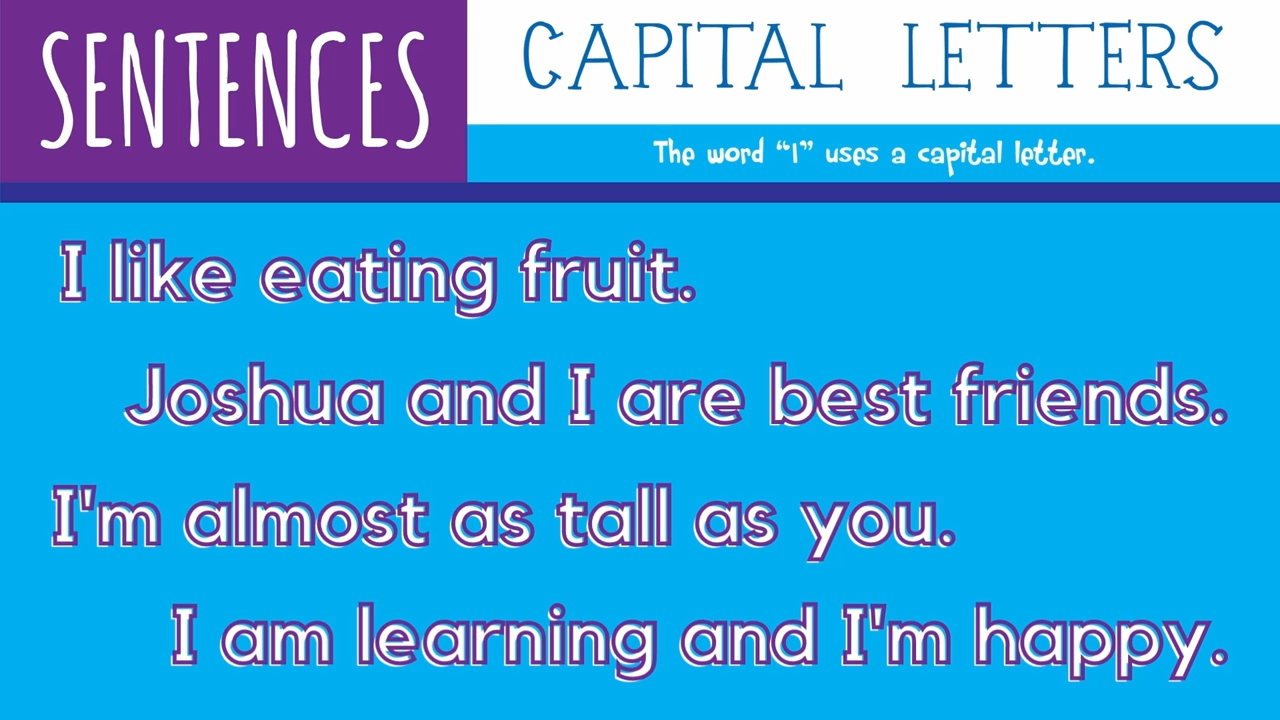 SENTENCES
CAPITAL LETTERS
The word “I” uses a capital letter.
I like eating fruit.
Joshua and I are best friends.
I'm almost as tall as you.
I am learning and I'm happy.